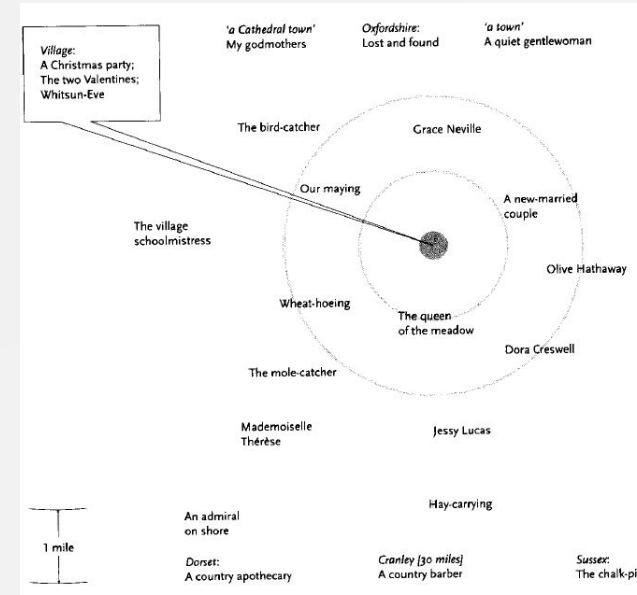 'a Cathedral town'
My godmothers
Oxfordshire:
Lost and found
'a town'
A quiet gentlewoman
Village:
A Christmas party;
The two Valentines;
Whitsun-Eve
The bird-catcher
Grace Neville
Our maying
A new-married
couple
The village
schoolmistress
Olive Hathaway
Wheat-hoeing
The queen
of the meadow
Dora Creswell
The mole-catcher
Mademoiselle
Thérèse
Jessy Lucas
Hay-carrying
An admiral
on shore
1 mile
Dorset:
A country apothecary
Cranley [30 miles]
A country barber
Sussex:
The chalk-pi